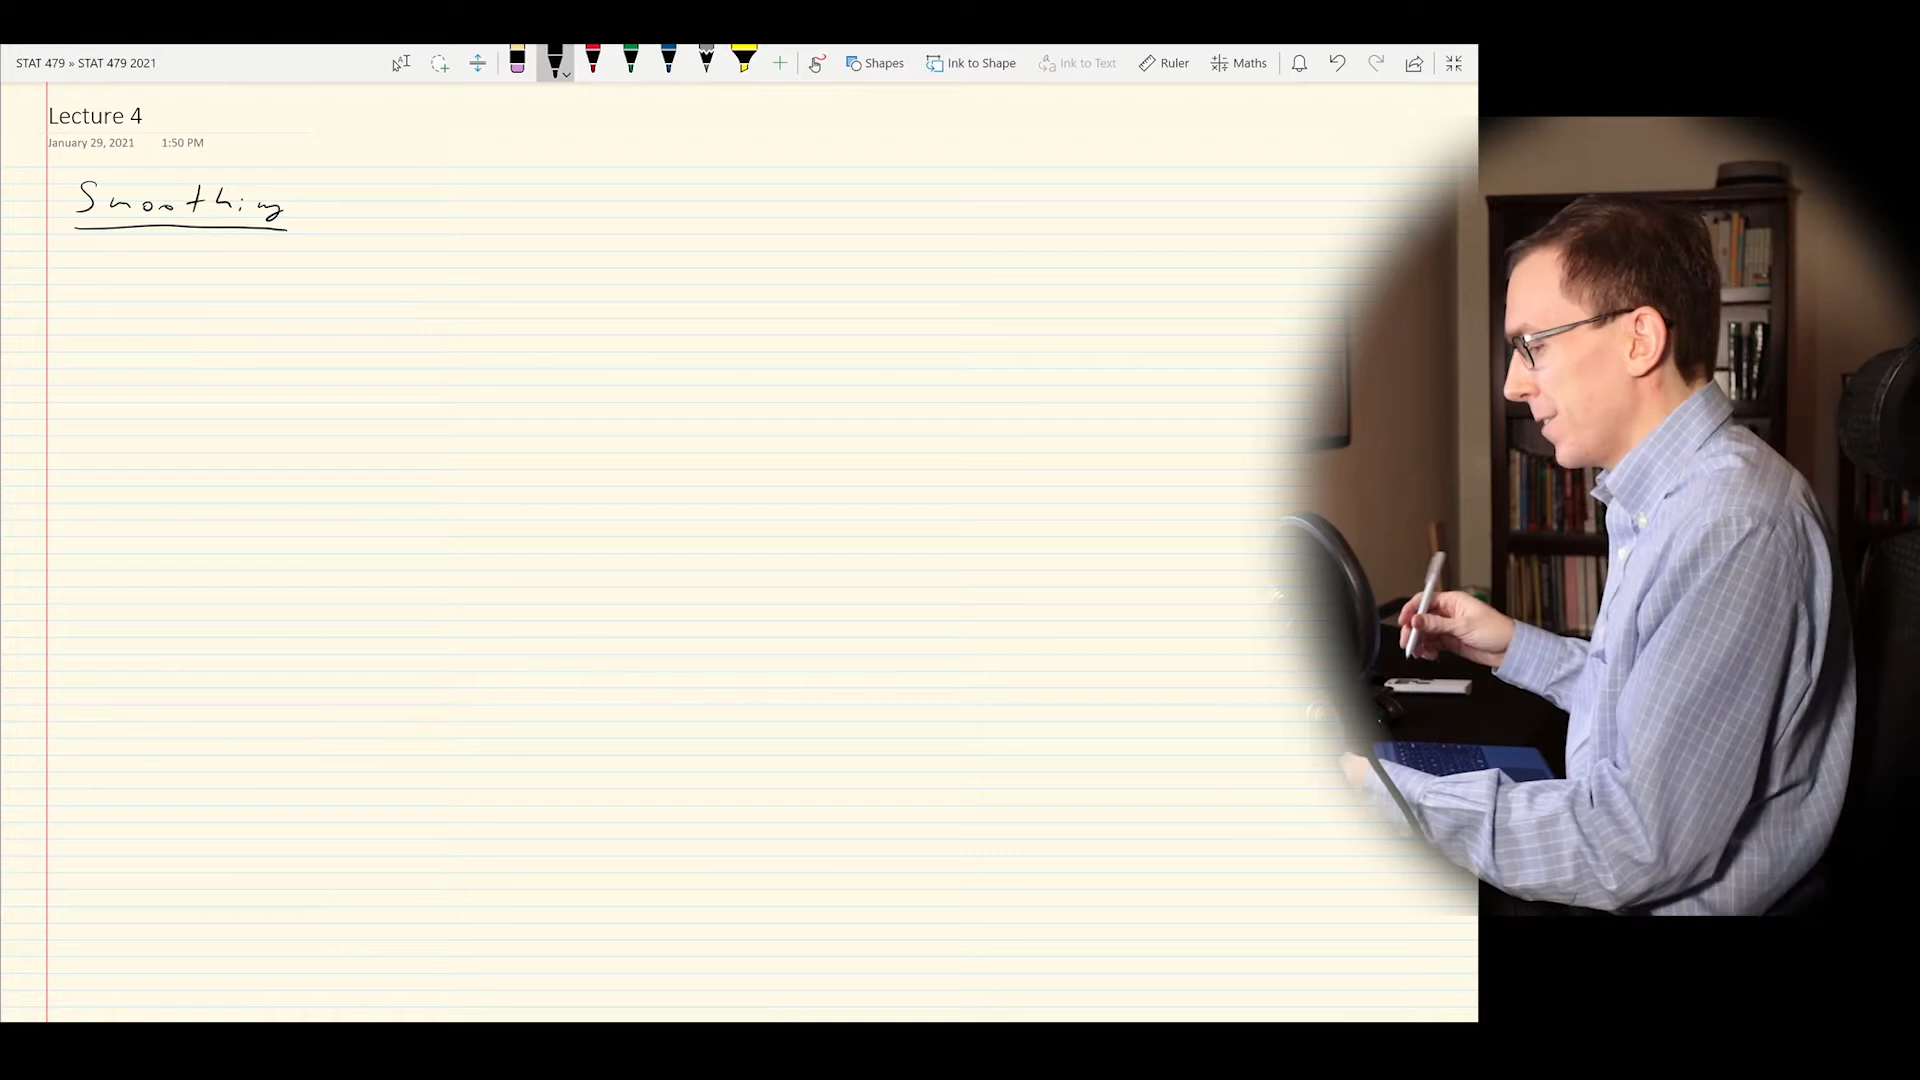 STAT 479 » STAT 479 2021
Shapes Ink to Shape Ink to Text Ruler Maths
Lecture 4
January 29, 2021 1:50 PM
Smoothing